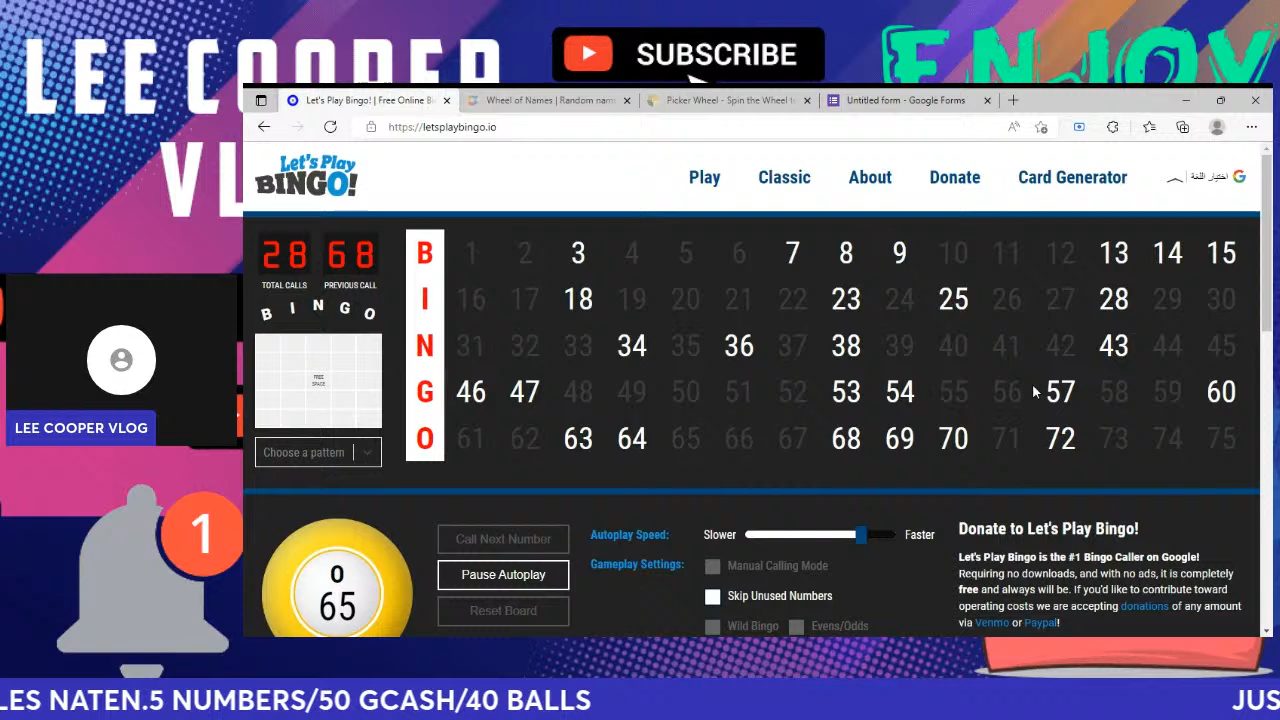 LEE COOPER
VL
SUBSCRIBE
ENJOY
Let's Play Bingo! | Free Online Bi
Wheel of Names | Random nam
Picker Wheel - Spin the Wheel t
Untitled form - Google Forms
https://letsplaybingo.io
Let's Play
BINGO!
Play
Classic
About
Donate
Card Generator
اختيار اللغة
28 68
TOTAL CALLS PREVIOUS CALL
B I N G O
FREE
SPACE
Choose a pattern
B 1 2 3 4 5 6 7 8 9 10 11 12 13 14 15
I 16 17 18 19 20 21 22 23 24 25 26 27 28 29 30
N 31 32 33 34 35 36 37 38 39 40 41 42 43 44 45
G 46 47 48 49 50 51 52 53 54 55 56 57 58 59 60
O 61 62 63 64 65 66 67 68 69 70 71 72 73 74 75
LEE COOPER VLOG
1
O
65
Call Next Number
Pause Autoplay
Reset Board
Autoplay Speed:
Slower
Faster
Gameplay Settings:
Manual Calling Mode
Skip Unused Numbers
Wild Bingo
Evens/Odds
Donate to Let's Play Bingo!
Let's Play Bingo is the #1 Bingo Caller on Google!
Requiring no downloads, and with no ads, it is completely
free and always will be. If you'd like to contribute toward
operating costs we are accepting donations of any amount
via Venmo or Paypal!
LES NATEN.5 NUMBERS/50 GCASH/40 BALLS
JUS